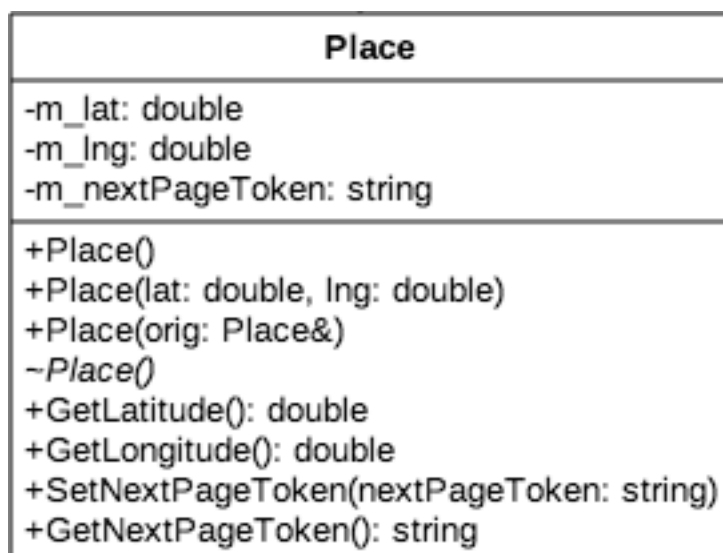 Place
-m_lat: double
-m_lng: double
-m_nextPageToken: string
+Place()
+Place(lat: double, lng: double)
+Place(orig: Place&)
~Place()
+GetLatitude(): double
+GetLongitude(): double
+SetNextPageToken(nextPageToken: string)
+GetNextPageToken(): string